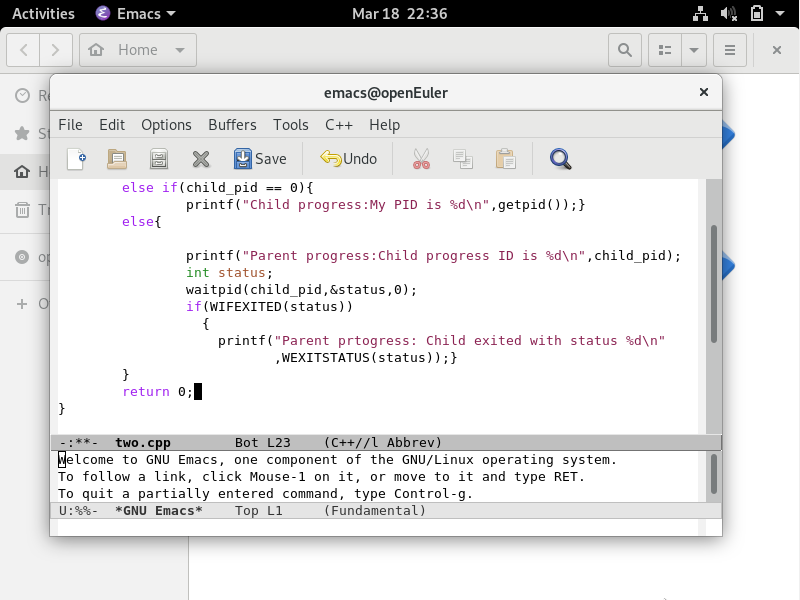 Activities Emacs Mar 18 22:36
Home
emacs@openEuler
File Edit Options Buffers Tools C++ Help
Save Undo
else if(child_pid == 0){
printf("Child progress:My PID is %d\n",getpid());}
else{
printf("Parent progress:Child progress ID is %d\n",child_pid);
int status;
waitpid(child_pid,&status,0);
if(WIFEXITED(status))
{
printf("Parent prtogress: Child exited with status %d\n"
,WEXITSTATUS(status));}
}
return 0;
}
-:**- two.cpp Bot L23 (C++//l Abbrev)
Welcome to GNU Emacs, one component of the GNU/Linux operating system.
To follow a link, click Mouse-1 on it, or move to it and type RET.
To quit a partially entered command, type Control-g.
U:%%- *GNU Emacs* Top L1 (Fundamental)